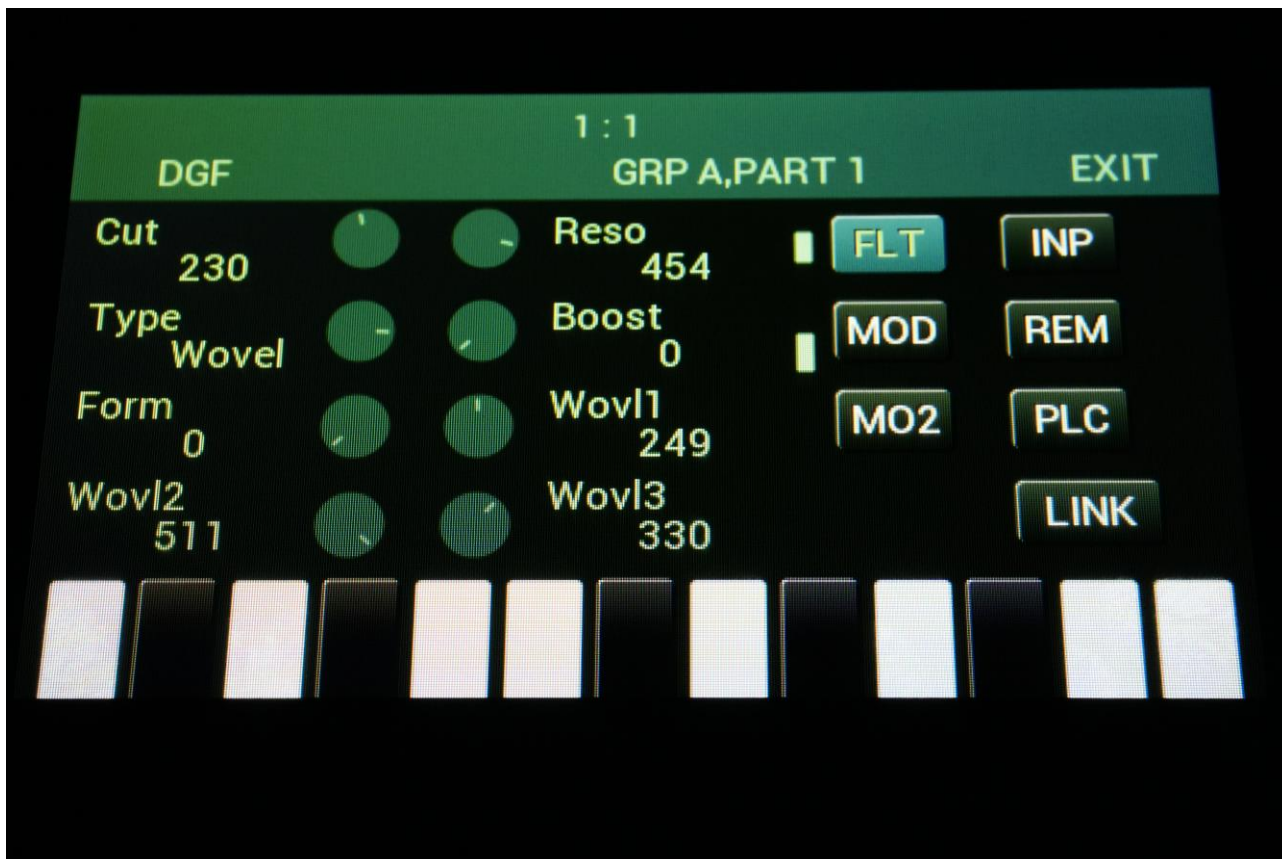 1 : 1
DGF GRP A,PART 1 EXIT
Cut Reso FLT INP
230 454
Type Boost MOD REM
Wovel 0
Form Wovl1 MO2 PLC
0 249
Wovl2 Wovl3 LINK
511 330